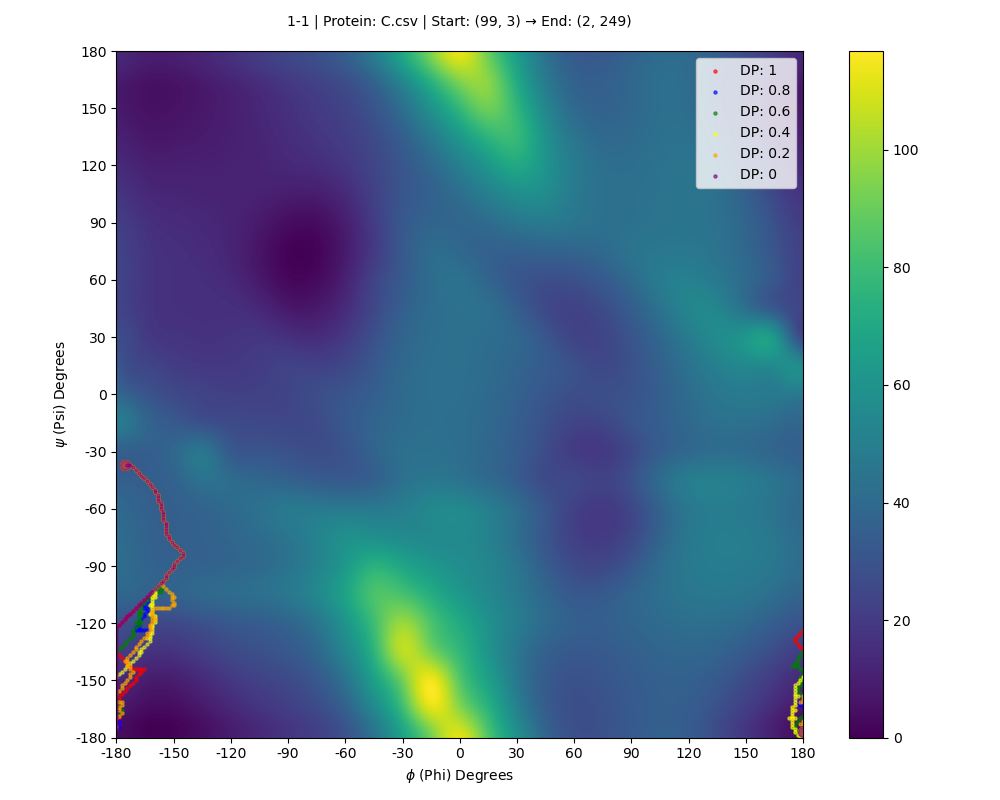 1-1 | Protein: C.csv | Start: (99, 3) → End: (2, 249)
DP: 1
DP: 0.8
DP: 0.6
DP: 0.4
DP: 0.2
DP: 0
180
150
120
90
60
30
0
-30
-60
-90
-120
-150
-180
ψ (Psi) Degrees
-180 -150 -120 -90 -60 -30 0 30 60 90 120 150 180
ϕ (Phi) Degrees
100
80
60
40
20
0